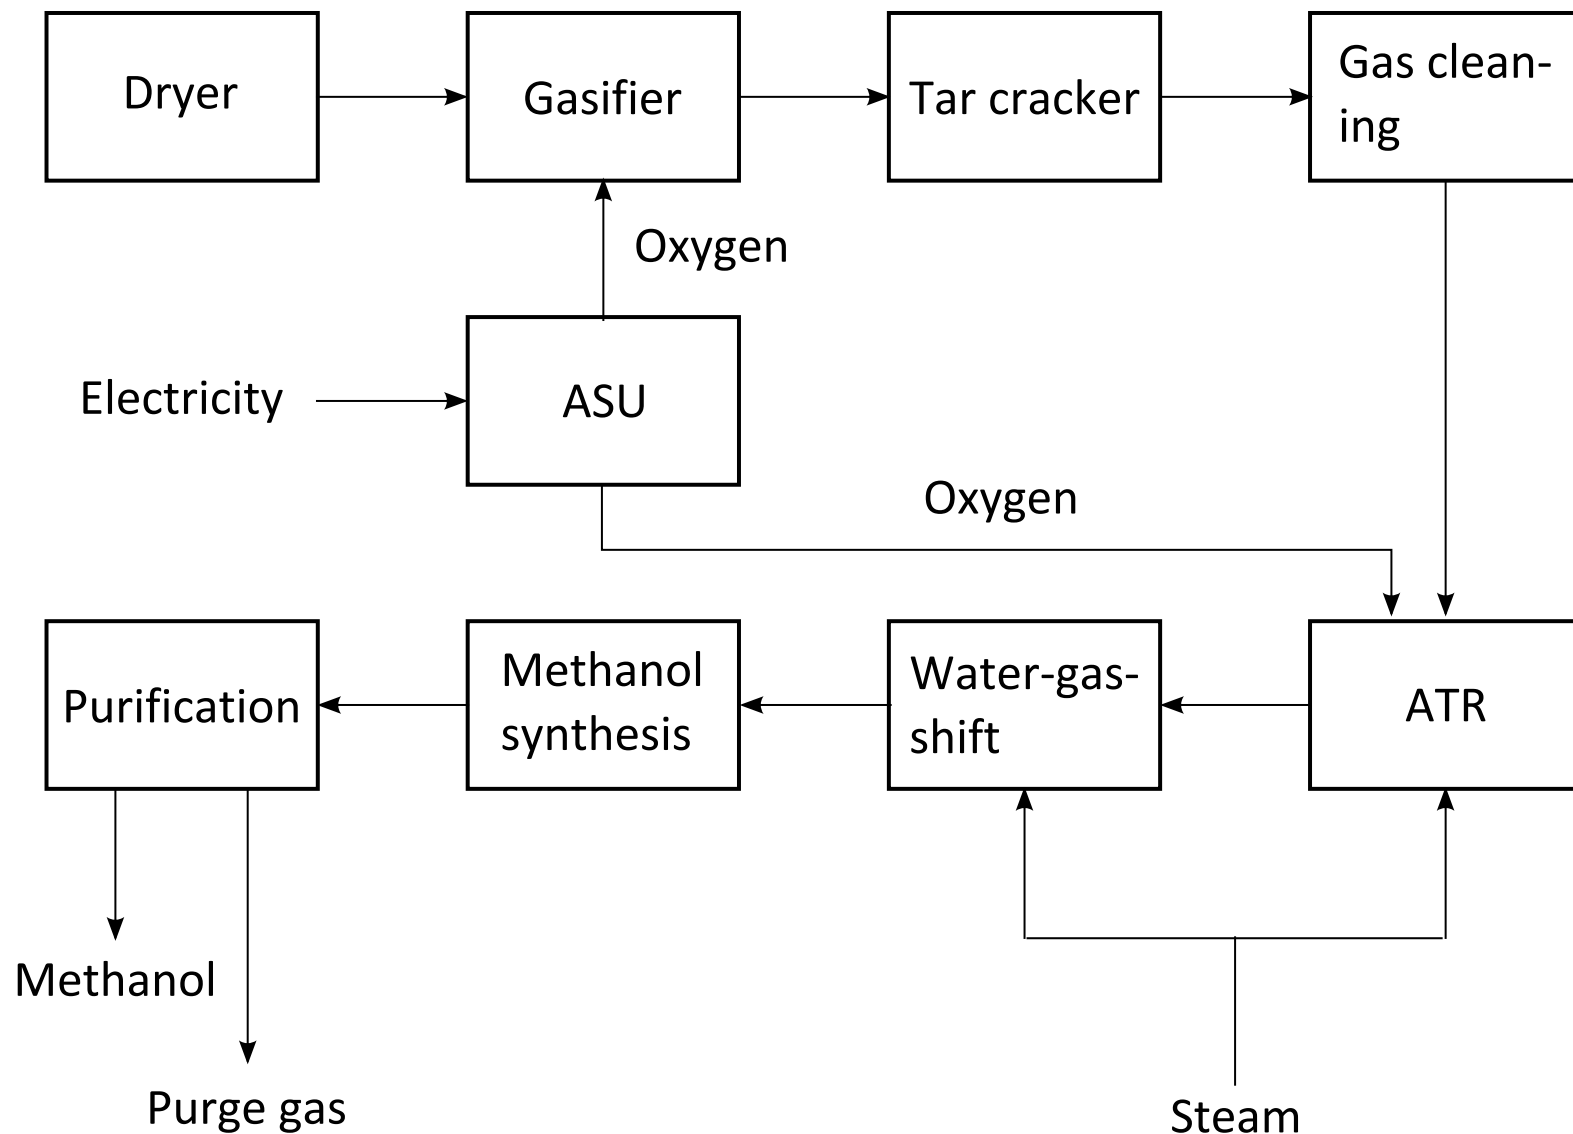 Dryer
Gasifier
Tar cracker
Gas clean-
ing
Oxygen
Electricity
ASU
Oxygen
Purification
Methanol
synthesis
Water-gas-
shift
ATR
Methanol
Purge gas
Steam